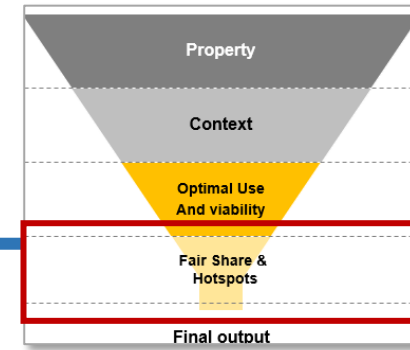 Property
Context
Optimal Use
And viability
Fair Share &
Hotspots
Final output